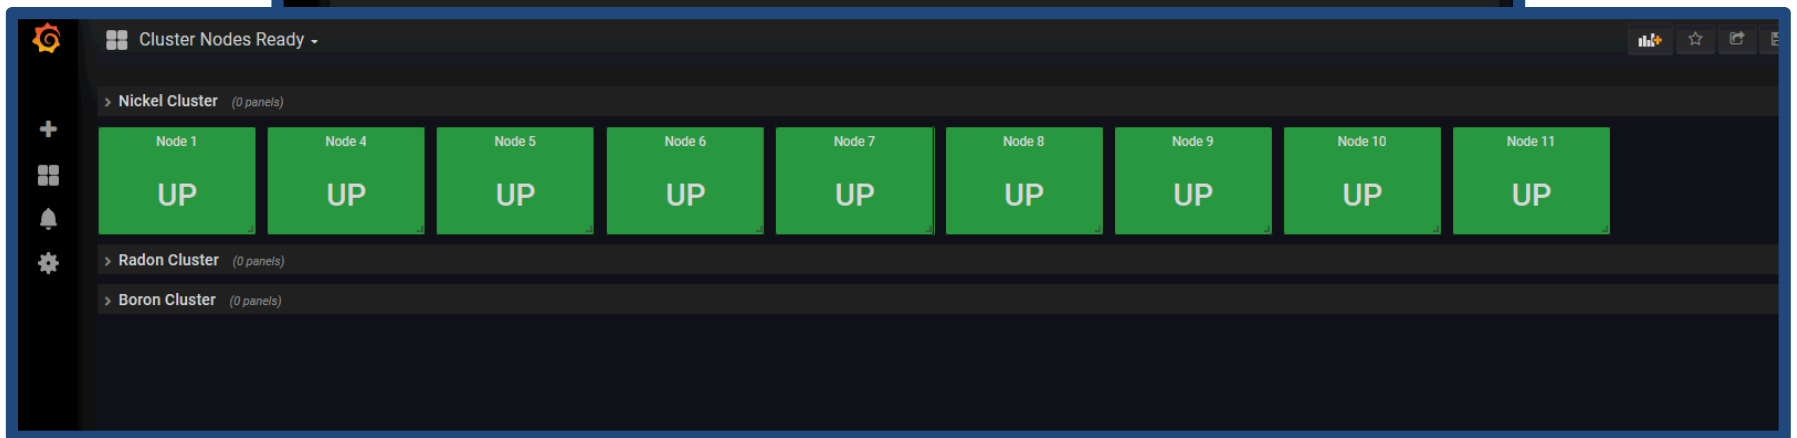 Cluster Nodes Ready
Nickel Cluster (0 panels)
Node 1 Node 4 Node 5 Node 6 Node 7 Node 8 Node 9 Node 10 Node 11
UP UP UP UP UP UP UP UP UP
Radon Cluster (0 panels)
Boron Cluster (0 panels)